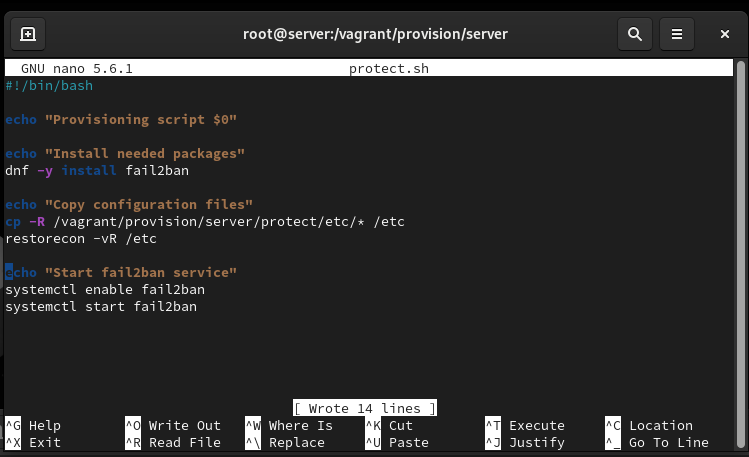 root@server:/vagrant/provision/server
GNU nano 5.6.1 protect.sh
#!/bin/bash
echo "Provisioning script $0"
echo "Install needed packages"
dnf -y install fail2ban
echo "Copy configuration files"
cp -R /vagrant/provision/server/protect/etc/* /etc
restorecon -vR /etc
echo "Start fail2ban service"
systemctl enable fail2ban
systemctl start fail2ban
[ Wrote 14 lines ]
^G Help ^O Write Out ^W Where Is ^K Cut ^T Execute ^C Location
^X Exit ^R Read File ^\ Replace ^U Paste ^J Justify ^_ Go To Line